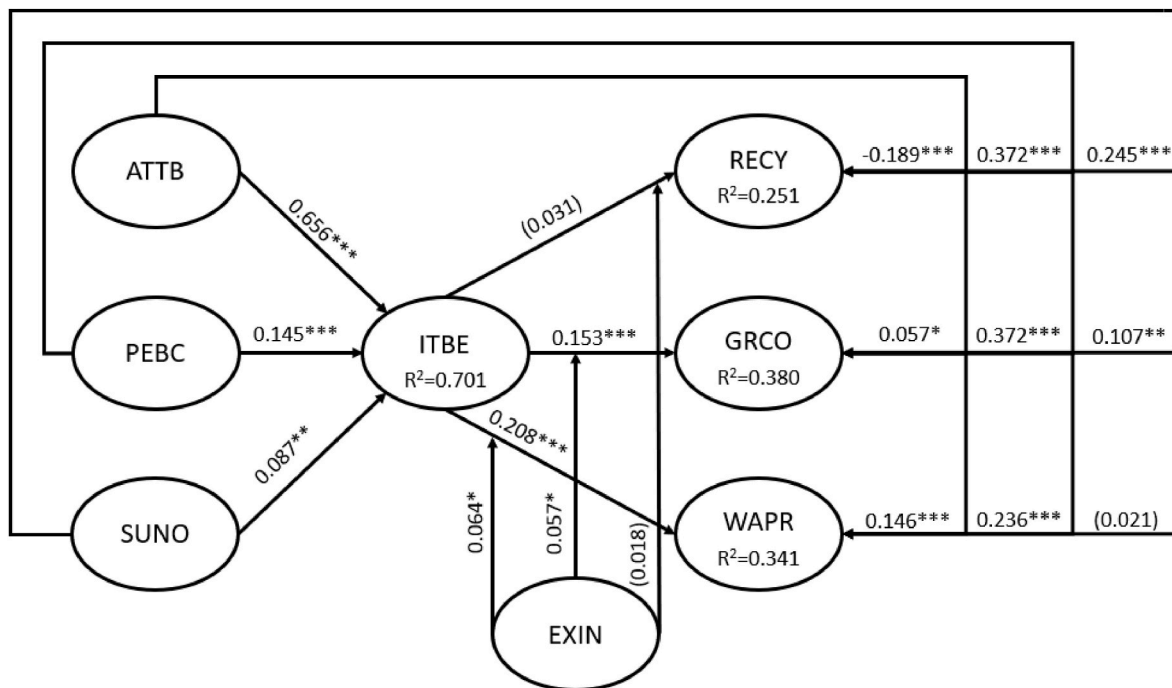 ATTB
RECY
R²=0.251
-0.189***
0.372***
0.245***
0.656***
(0.031)
PEBC
0.145***
ITBE
R²=0.701
0.153***
GRCO
R²=0.380
0.057*
0.372***
0.107**
0.087**
0.208***
SUNO
0.064*
0.057*
(0.018)
WAPR
R²=0.341
0.146***
0.236***
(0.021)
EXIN